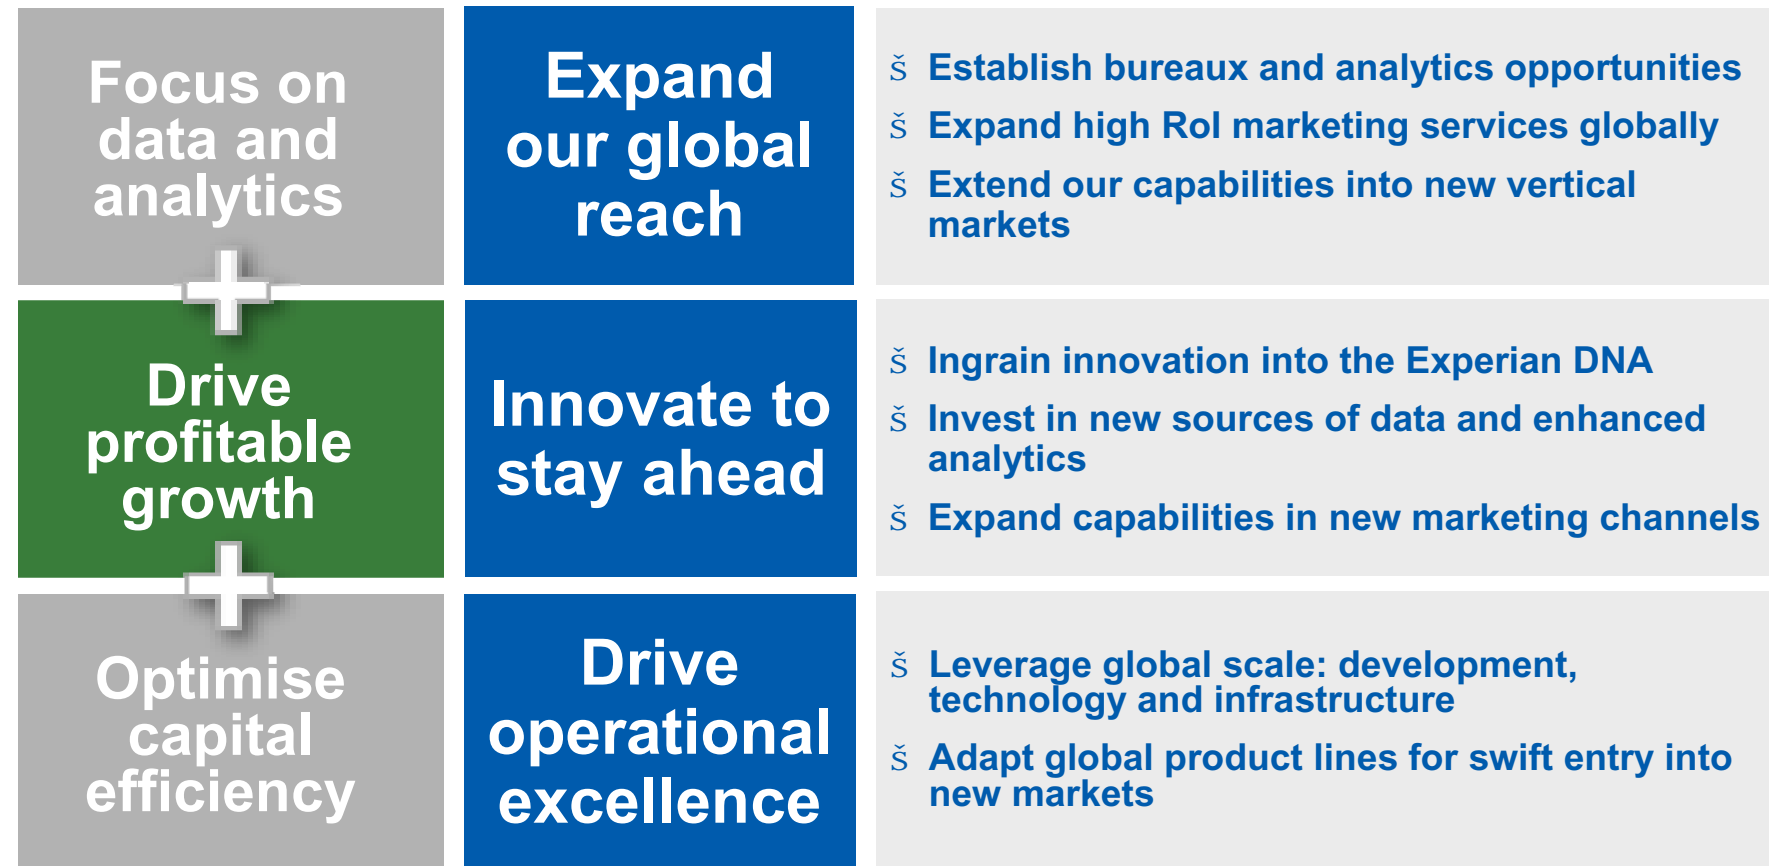 Focus on
data and
analytics
Expand
our global
reach
š Establish bureaux and analytics opportunities
š Expand high RoI marketing services globally
š Extend our capabilities into new vertical
markets
Drive
profitable
growth
Innovate to
stay ahead
š Ingrain innovation into the Experian DNA
š Invest in new sources of data and enhanced
analytics
š Expand capabilities in new marketing channels
Optimise
capital
efficiency
Drive
operational
excellence
š Leverage global scale: development,
technology and infrastructure
š Adapt global product lines for swift entry into
new markets